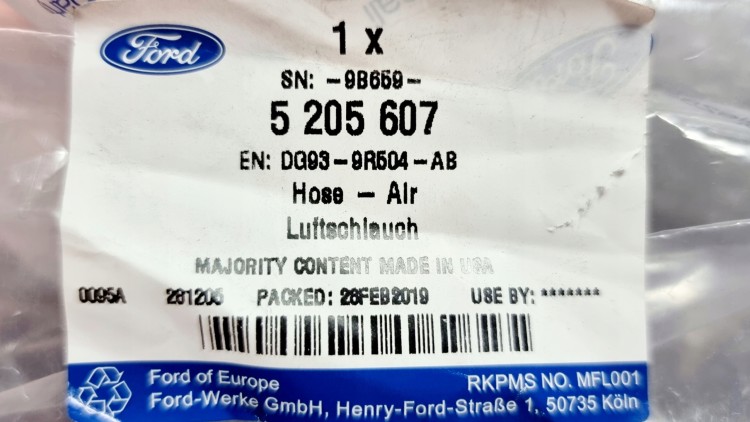 Ford
1 x
SN: -9B659-
5 205 607
EN: DG93-9R504-AB
Hose - Air
Luftschlauch
MAJORITY CONTENT MADE IN USA
0095A 281205 PACKED: 26FEB2019 USE BY: *******
Ford of Europe RKPMS NO. MFL001
Ford-Werke GmbH, Henry-Ford-Straße 1, 50735 Köln